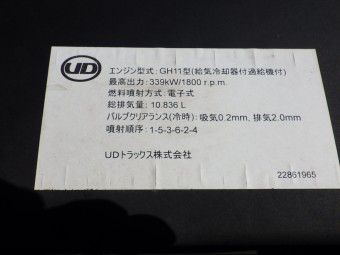 UD
エンジン型式：GH11型(給気冷却器付過給機付)
最高出力：339kW/1800 r.p.m.
燃料噴射方式：電子式
総排気量：10.836 L
バルブクリアランス(冷時)：吸気0.2mm, 排気2.0mm
噴射順序：1-5-3-6-2-4
UDトラックス株式会社
22861965